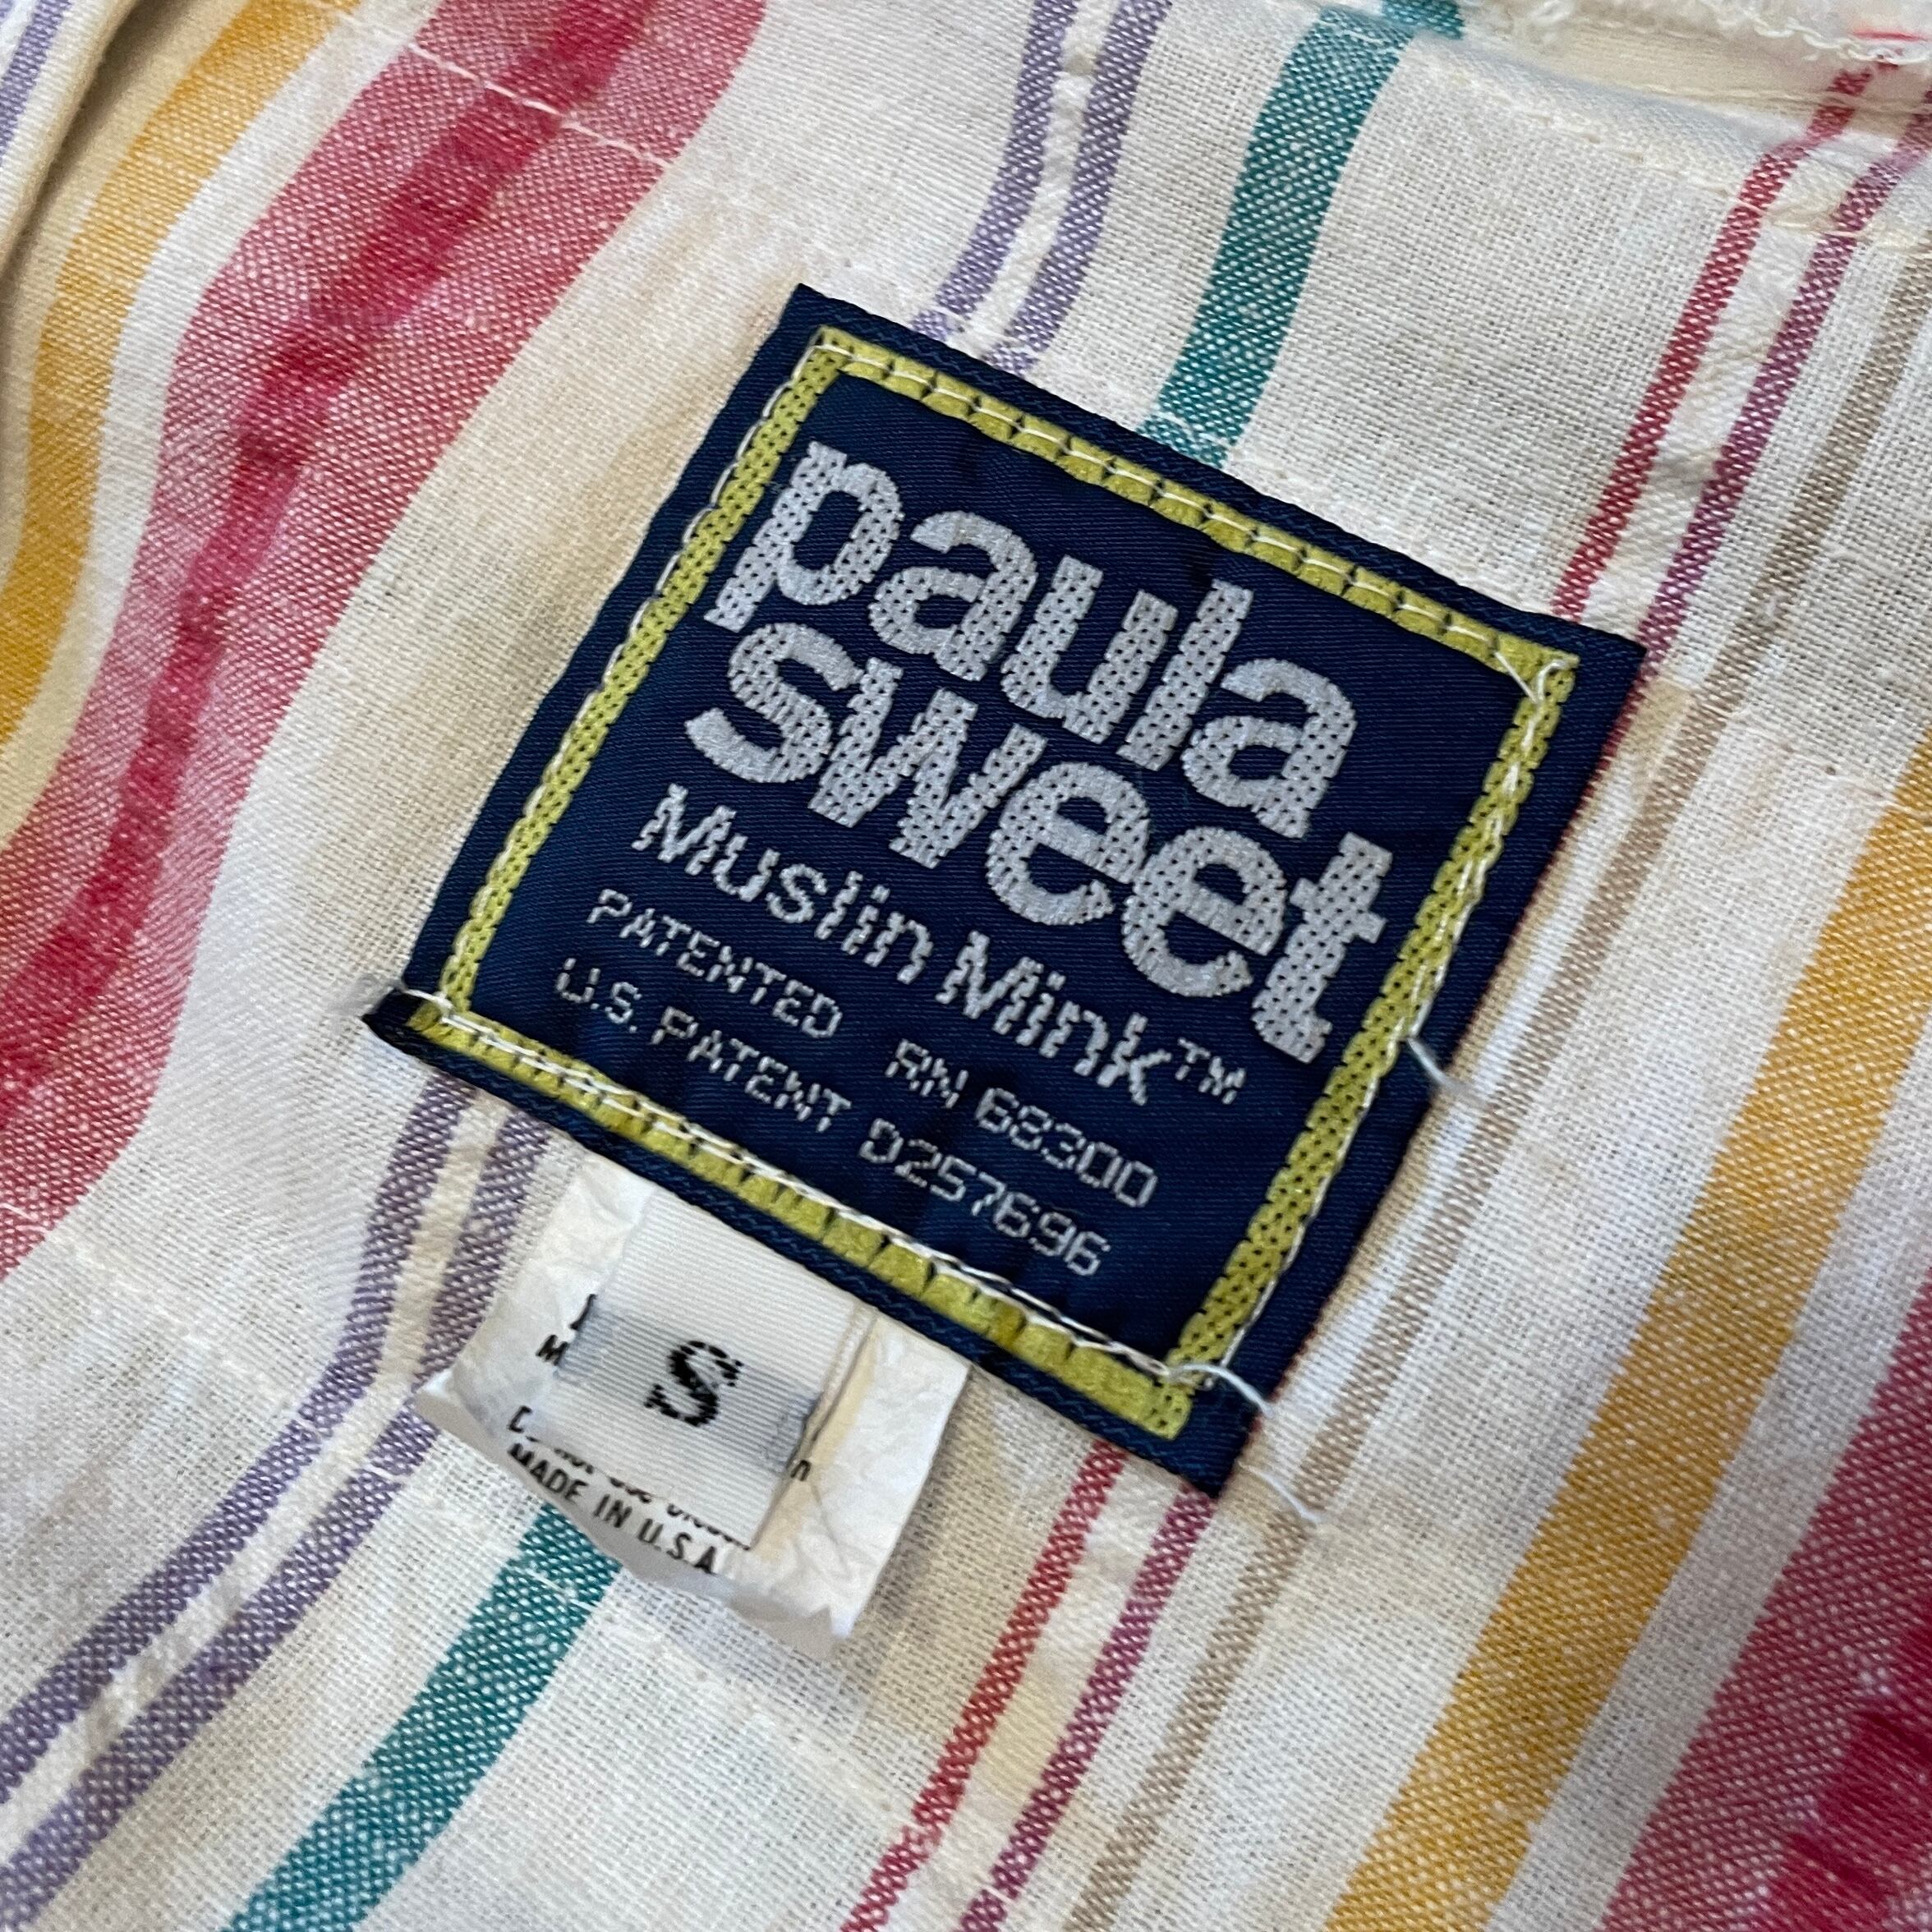 paula
sweet
Muslin Mink™
PATENTED RN 68300
U.S. PATENT D257696
S
MADE IN U.S.A.